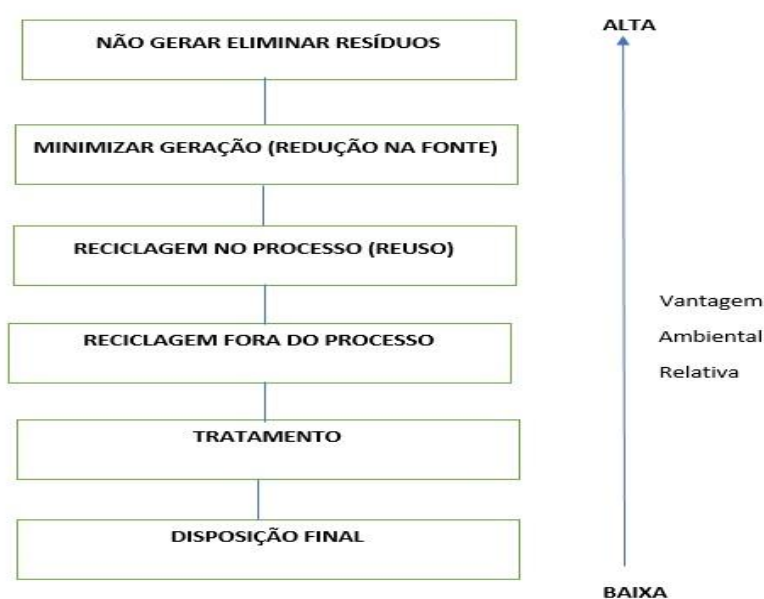 NÃO GERAR ELIMINAR RESÍDUOS
MINIMIZAR GERAÇÃO (REDUÇÃO NA FONTE)
RECICLAGEM NO PROCESSO (REUSO)
RECICLAGEM FORA DO PROCESSO
TRATAMENTO
DISPOSIÇÃO FINAL
ALTA
Vantagem
Ambiental
Relativa
BAIXA